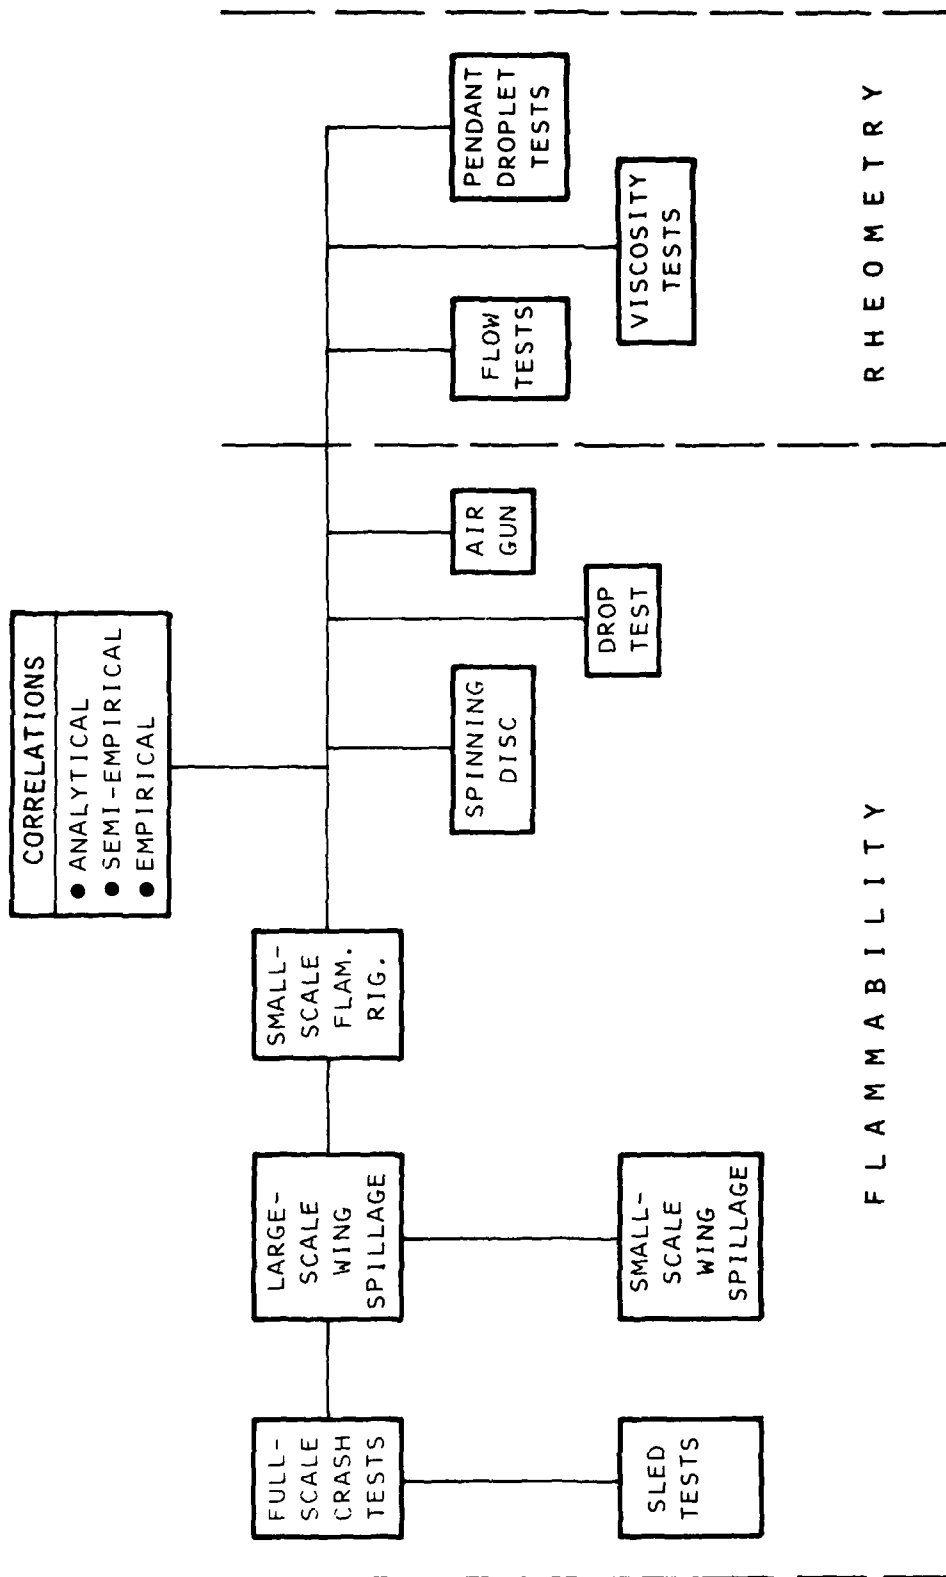 CORRELATIONS
● ANALYTICAL
● SEMI-EMPIRICAL
● EMPIRICAL
FULL-
SCALE
CRASH
TESTS
LARGE-
SCALE
WING
SPILLAGE
SMALL-
SCALE
FLAM.
RIG.
SPINNING
DISC
AIR
GUN
FLOW
TESTS
PENDANT
DROPLET
TESTS
DROP
TEST
SLED
TESTS
SMALL-
SCALE
WING
SPILLAGE
VISCOSITY
TESTS
FLAMMABILITY
RHEOMETRY